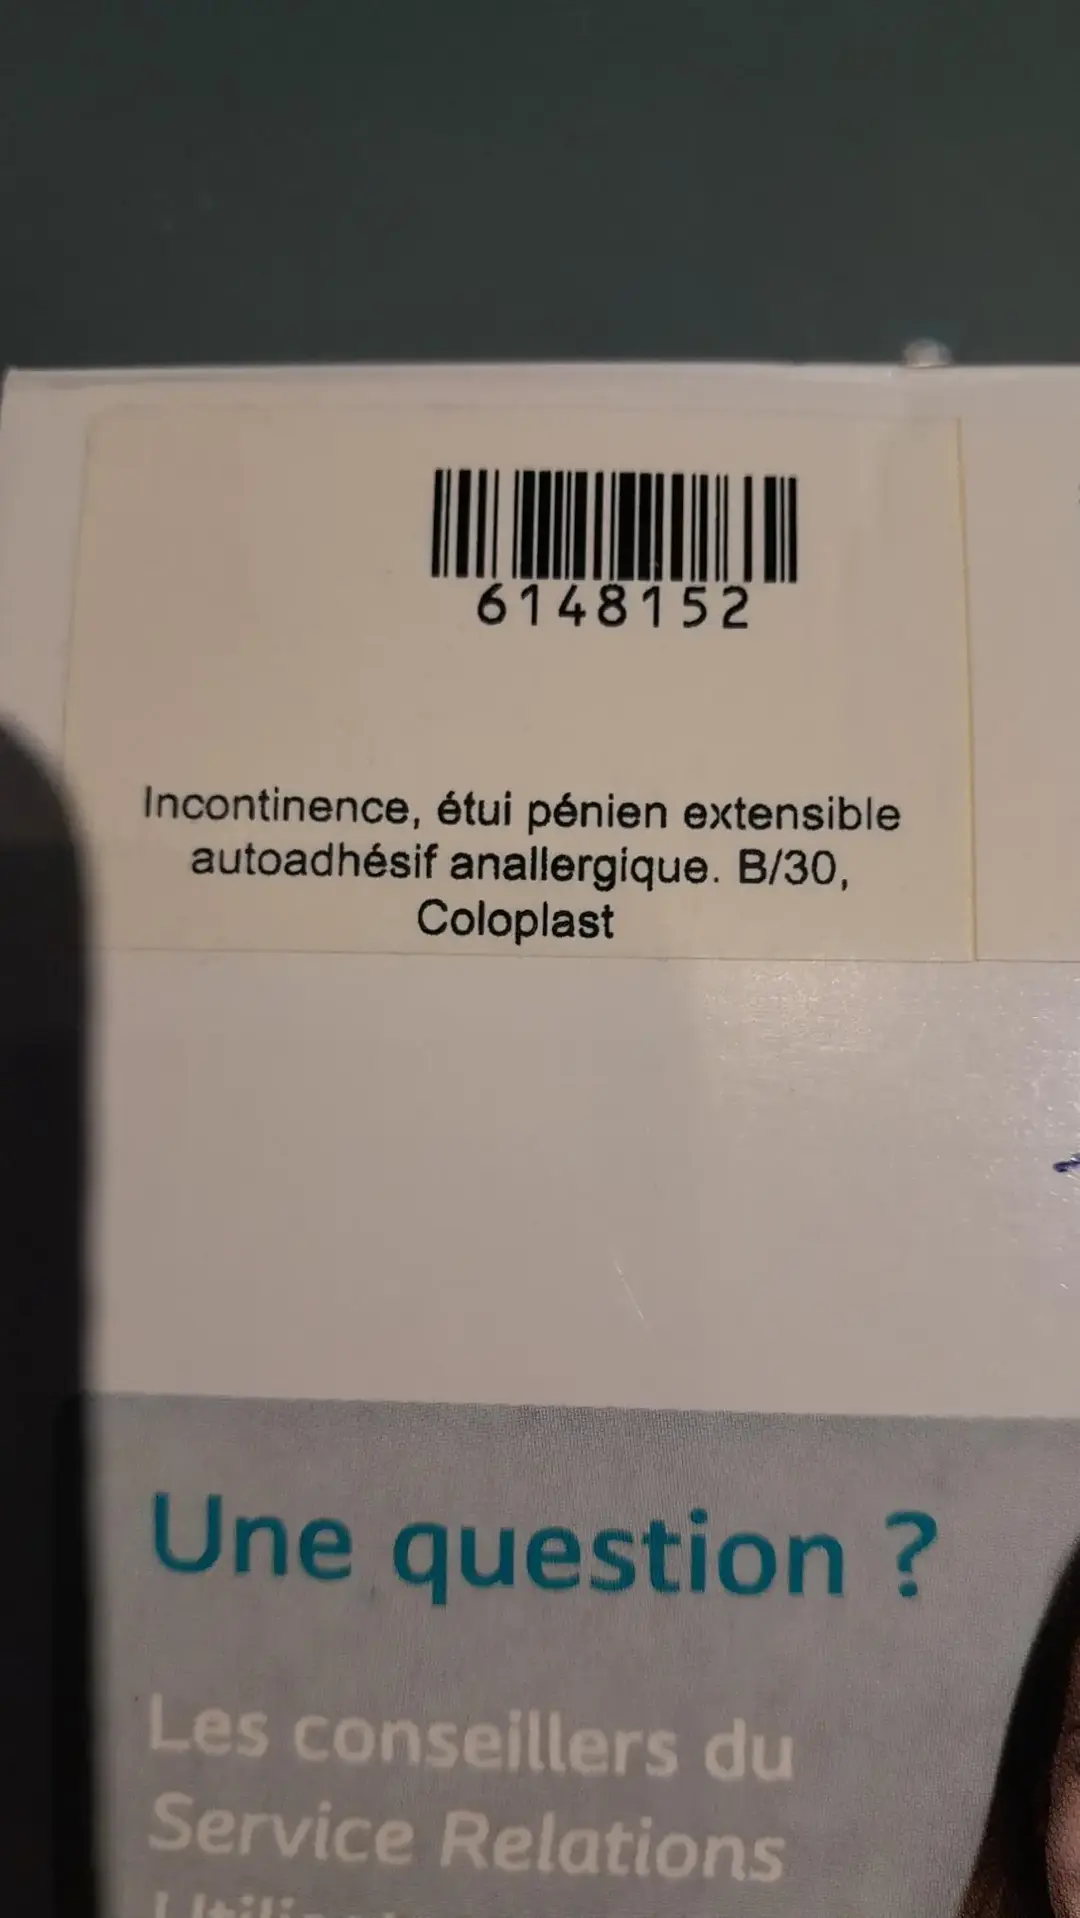 6148152
Incontinence, étui pénien extensible
autoadhésif anallergique. B/30,
Coloplast
Une question ?
Les conseillers du
Service Relations